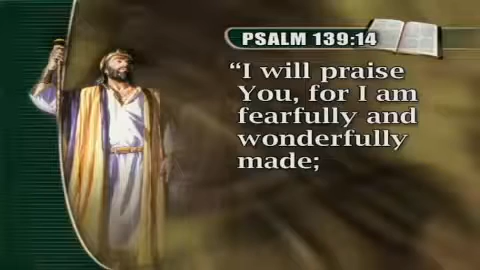 PSALM 139:14
“I will praise
You, for I am
fearfully and
wonderfully
made;